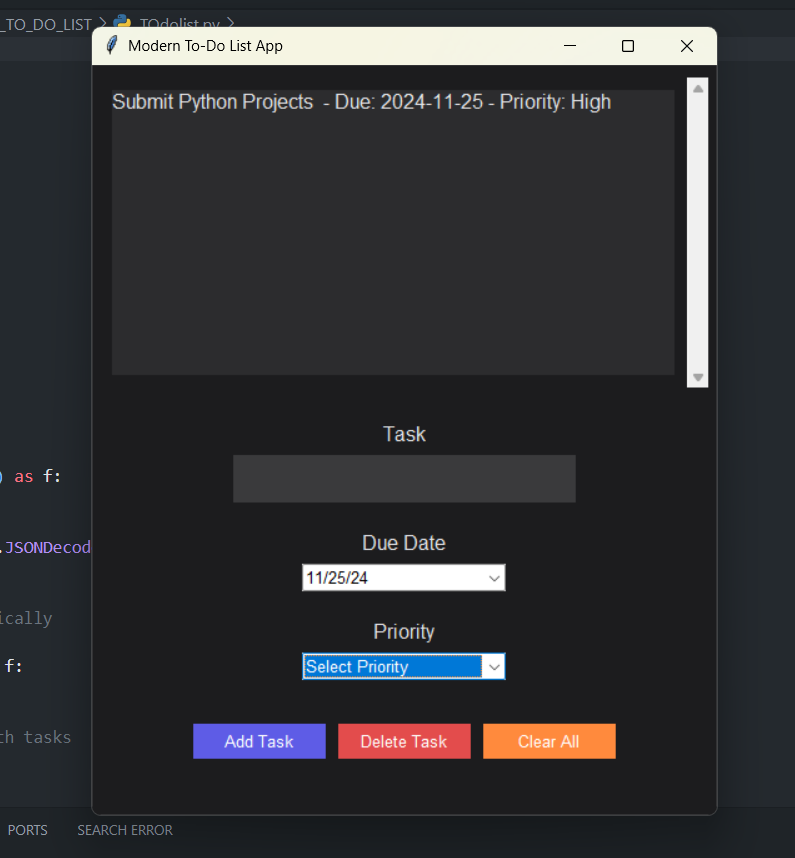 _TO_DO_LIST > TOdolist.py >
Modern To-Do List App
Submit Python Projects - Due: 2024-11-25 - Priority: High
) as f:
.JSONDecod
ically
f:
th tasks
Task
Due Date
11/25/24
Priority
Select Priority
Add Task Delete Task Clear All
PORTS SEARCH ERROR